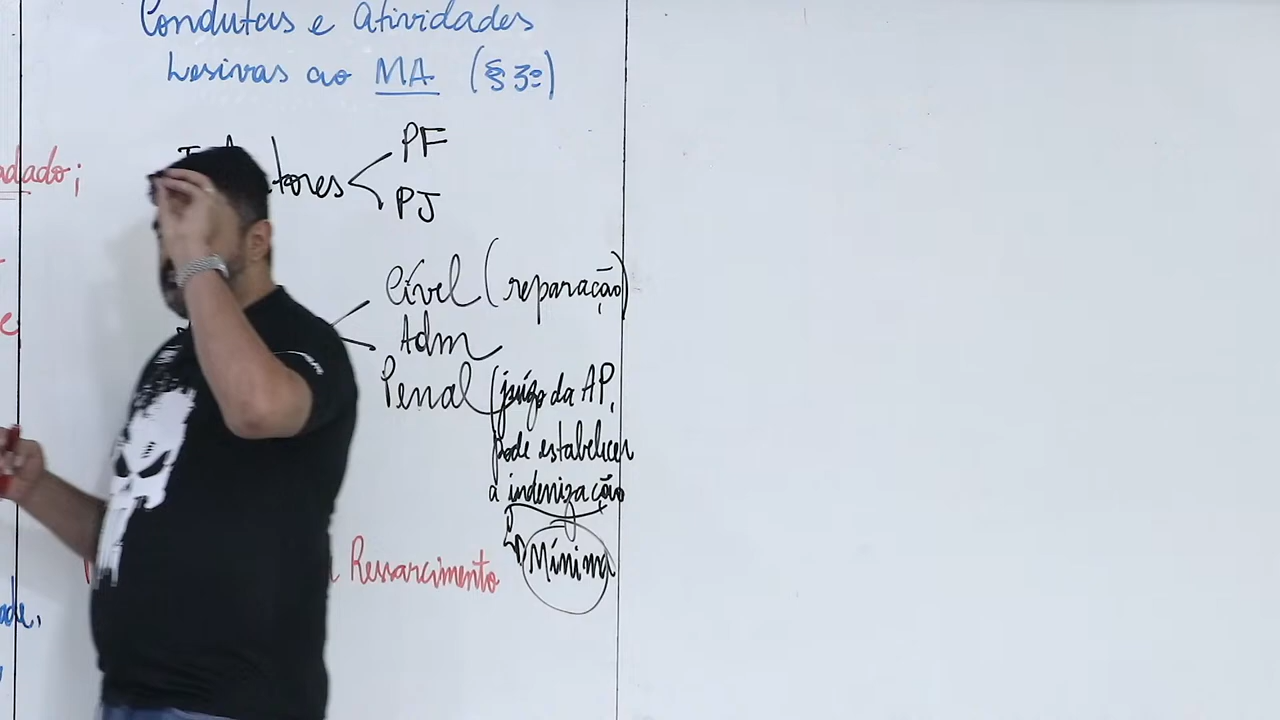 Condutas e Atividades
Lesivas ao MA (§ 3º)
PF
PJ
Cível (reparação)
Adm
Penal (juízo da AP,
pode estabelecer
a indenização
Mínima
Ressarcimento